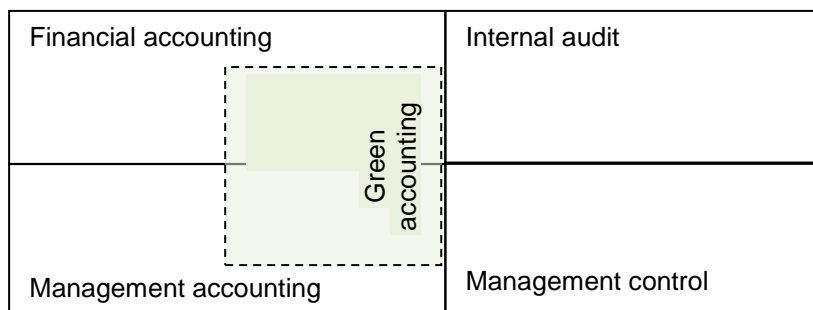 Financial accounting
Internal audit
Green
accounting
Management accounting
Management control